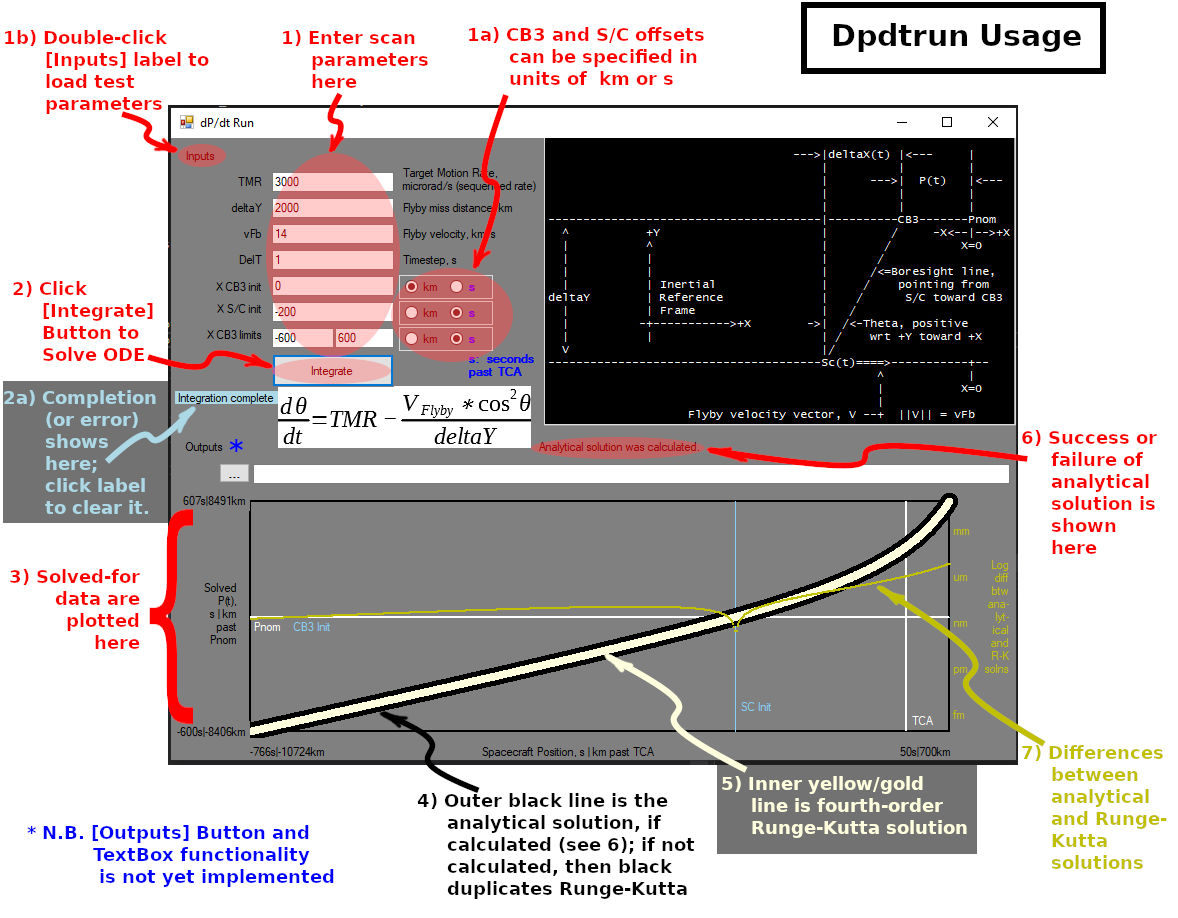 Dpdtrun Usage
1b) Double-click
[Inputs] label to
load test
parameters
1) Enter scan
parameters
here
1a) CB3 and S/C offsets
can be specified in
units of  km or s
dP/dt Run
Inputs
TMR 3000 Target Motion Rate,
microrad/s (sequenced rate)
deltaY 2000 Flyby miss distance, km
vFb 14 Flyby velocity, km/s
DelT 1 Timestep, s
X CB3 init 0 km s
X S/C init -200 km s
X CB3 limits -600 600 km s
Integrate
s:  seconds
past TCA
2) Click
[Integrate]
Button to
Solve ODE
--->|deltaX(t) |<---      |
--->|  P(t)   |<---
CB3-------Pnom
^ +Y / -X<--|-->+X
^ / X=0
/<=Boresight line,
| Inertial pointing from
deltaY | Reference / S/C toward CB3
| Frame
-+----------->+X ->| /<-Theta, positive
| / wrt +Y toward +X
V |/
Sc(t)====>
^
| X=0
Flyby velocity vector, V --+  ||V|| = vFb
2a) Completion
(or error)
shows
here;
click label
to clear it.
Integration complete
dθ/dt=TMR − V Flyby * cos²θ / deltaY
Outputs *
Analytical solution was calculated.
...
6) Success or
failure of
analytical
solution is
shown
here
607s|8491km
3) Solved-for
data are
plotted
here
Solved
P(t),
s | km
past
Pnom
-600s|-8406km
Pnom CB3 Init
SC Init
TCA
mm
um
nm
pm
fm
Log
diff
btw
ana-
lyt-
ical
and
R-K
solns
-766s|-10724km Spacecraft Position, s | km past TCA 50s|700km
4) Outer black line is the
analytical solution, if
calculated (see 6); if not
calculated, then black
duplicates Runge-Kutta
5) Inner yellow/gold
line is fourth-order
Runge-Kutta solution
7) Differences
between
analytical
and Runge-
Kutta
solutions
* N.B. [Outputs] Button and
TextBox functionality
is not yet implemented